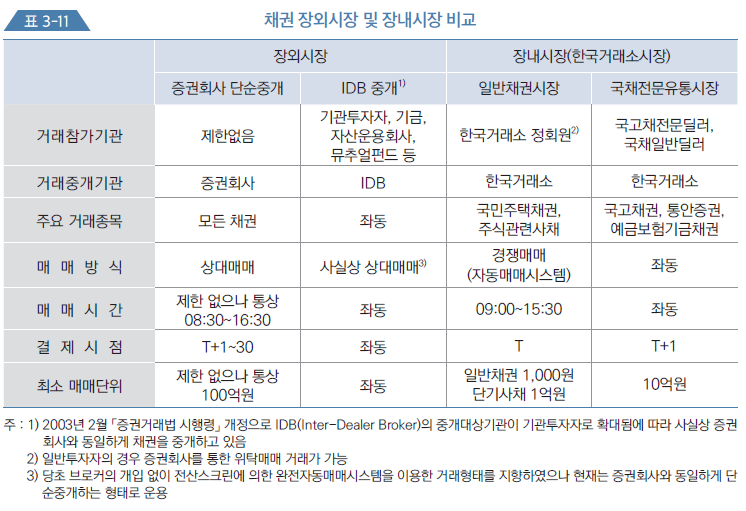 표 3-11
채권 장외시장 및 장내시장 비교
장외시장 장내시장(한국거래소시장)
증권회사 단순중개 IDB 중개1) 일반채권시장 국채전문유통시장
거래참가기관 제한없음 기관투자자, 기금, 자산운용회사, 뮤추얼펀드 등 한국거래소 정회원2) 국고채전문딜러, 국채일반딜러
거래중개기관 증권회사 IDB 한국거래소 한국거래소
주요 거래종목 모든 채권 좌동 국민주택채권, 주식관련사채 국고채권, 통안증권, 예금보험기금채권
매 매 방 식 상대매매 사실상 상대매매3) 경쟁매매 (자동매매시스템) 좌동
매 매 시 간 제한 없으나 통상 08:30~16:30 좌동 09:00~15:30 좌동
결 제 시 점 T+1~30 좌동 T T+1
최소 매매단위 제한 없으나 통상 100억원 좌동 일반채권 1,000원 단기사채 1억원 10억원
주 : 1) 2003년 2월 「증권거래법 시행령」 개정으로 IDB(Inter-Dealer Broker)의 중개대상기관이 기관투자자로 확대됨에 따라 사실상 증권
회사와 동일하게 채권을 중개하고 있음
2) 일반투자자의 경우 증권회사를 통한 위탁매매 거래가 가능
3) 당초 브로커의 개입 없이 전산스크린에 의한 완전자동매매시스템을 이용한 거래형태를 지향하였으나 현재는 증권회사와 동일하게 단
순중개하는 형태로 운용